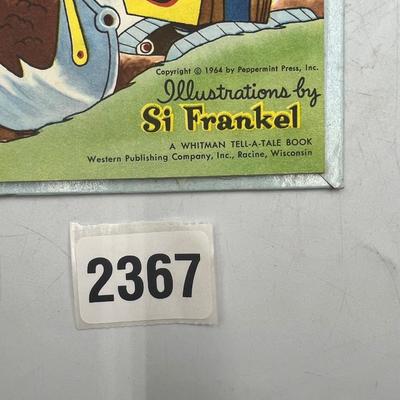 Copyright © 1964 by Peppermint Press, Inc.
Illustrations by
Si Frankel
A WHITMAN TELL-A-TALE BOOK
Western Publishing Company, Inc., Racine, Wisconsin
2367